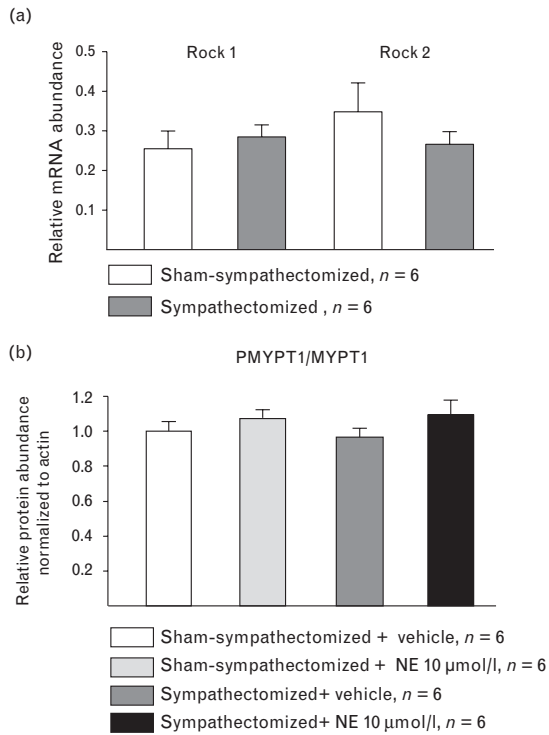 (a)
Rock 1 Rock 2
Relative mRNA abundance
0.5
0.4
0.3
0.2
0.1
Sham-sympathectomized, n = 6
Sympathectomized , n = 6
(b)
PMYPT1/MYPT1
Relative protein abundance
normalized to actin
1.2
1.0
0.8
0.6
0.4
0.2
Sham-sympathectomized + vehicle, n = 6
Sham-sympathectomized + NE 10 μmol/l, n = 6
Sympathectomized+ vehicle, n = 6
Sympathectomized+ NE 10 μmol/l, n = 6